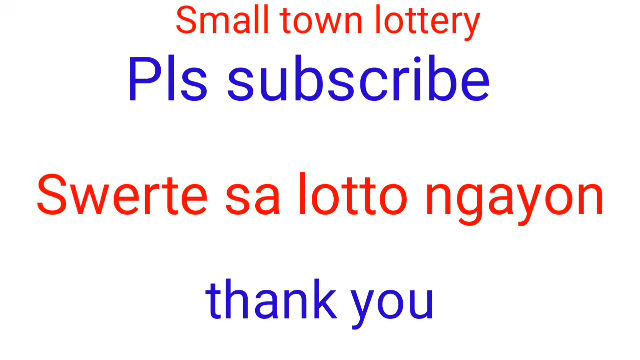 Small town lottery
Pls subscribe
Swerte sa lotto ngayon
thank you